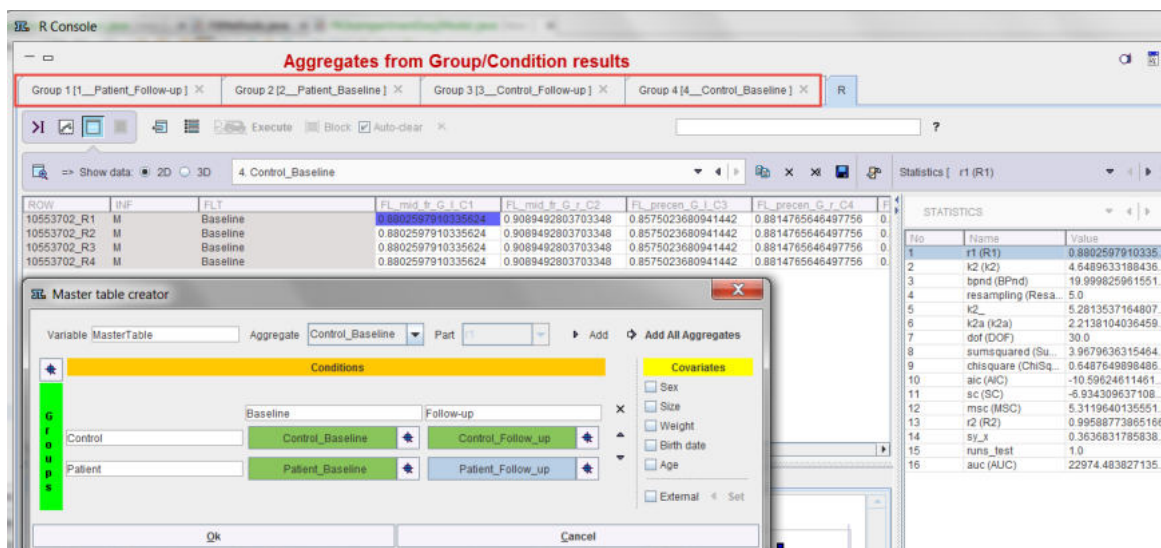 R Console
Aggregates from Group/Condition results
Group 1 [1__Patient_Follow-up ] Group 2 [2__Patient_Baseline ] Group 3 [3__Control_Follow-up ] Group 4 [4__Control_Baseline ] R
Execute Block Auto-clear ?
=> Show data: 2D 3D 4. Control_Baseline Statistics [ r1 (R1)
ROW INF FLT FL_mid_fr_G_l_C1 FL_mid_fr_G_r_C2 FL_precen_G_l_C3 FL_precen_G_r_C4 F
10553702_R1 M Baseline 0.8802597910335624 0.9089492803703348 0.8575023680941442 0.8814765646497756 0.
10553702_R2 M Baseline 0.8802597910335624 0.9089492803703348 0.8575023680941442 0.8814765646497756 0.
10553702_R3 M Baseline 0.8802597910335624 0.9089492803703348 0.8575023680941442 0.8814765646497756 0.
10553702_R4 M Baseline 0.8802597910335624 0.9089492803703348 0.8575023680941442 0.8814765646497756 0.
STATISTICS
No Name Value
1 r1 (R1) 0.8802597910335.
2 k2 (k2) 4.6489633188436.
3 bpnd (BPnd) 19.999825961551.
4 resampling (Resa... 5.0
5 k2_ 5.2813537164807.
6 k2a (k2a) 2.2138104036459.
7 dof (DOF) 30.0
8 sumsquared (Su... 3.9679636315464.
9 chisquare (ChiSq... 0.6487649898486.
10 aic (AIC) -10.59624611461..
11 sc (SC) -6.934309637108..
12 msc (MSC) 5.3119640135551.
13 r2 (R2) 0.99588773865166
14 sy_x 0.3636831785838.
15 runs_test 1.0
16 auc (AUC) 22974.483827135.
Master table creator
Variable MasterTable Aggregate Control_Baseline Part r1 Add Add All Aggregates
Conditions
Groups
Baseline Follow-up
Control Control_Baseline Control_Follow_up
Patient Patient_Baseline Patient_Follow_up
Covariates
Sex
Size
Weight
Birth date
Age
External Set
Ok Cancel